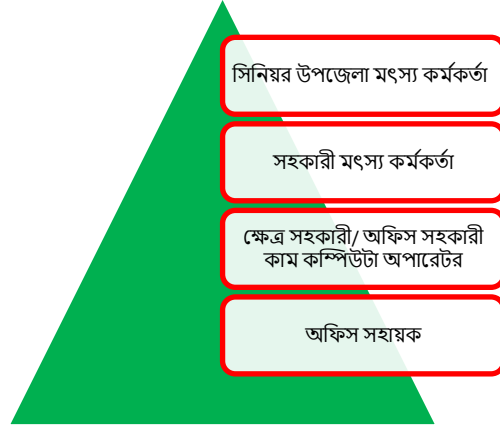 সিনিয়র উপজেলা মৎস্য কর্মকর্তা
সহকারী মৎস্য কর্মকর্তা
ক্ষেত্র সহকারী/ অফিস সহকারী
কাম কম্পিউটা অপারেটর
অফিস সহায়ক